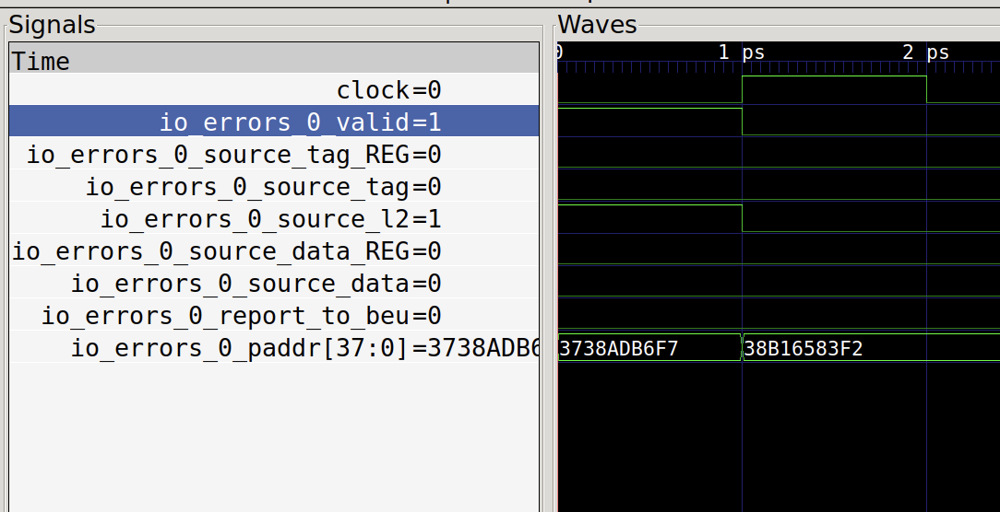 Signals
Waves
Time
0 1 ps 2 ps
clock=0
io_errors_0_valid=1
io_errors_0_source_tag_REG=0
io_errors_0_source_tag=0
io_errors_0_source_l2=1
io_errors_0_source_data_REG=0
io_errors_0_source_data=0
io_errors_0_report_to_beu=0
io_errors_0_paddr[37:0]=3738ADB6
3738ADB6F7 38B16583F2